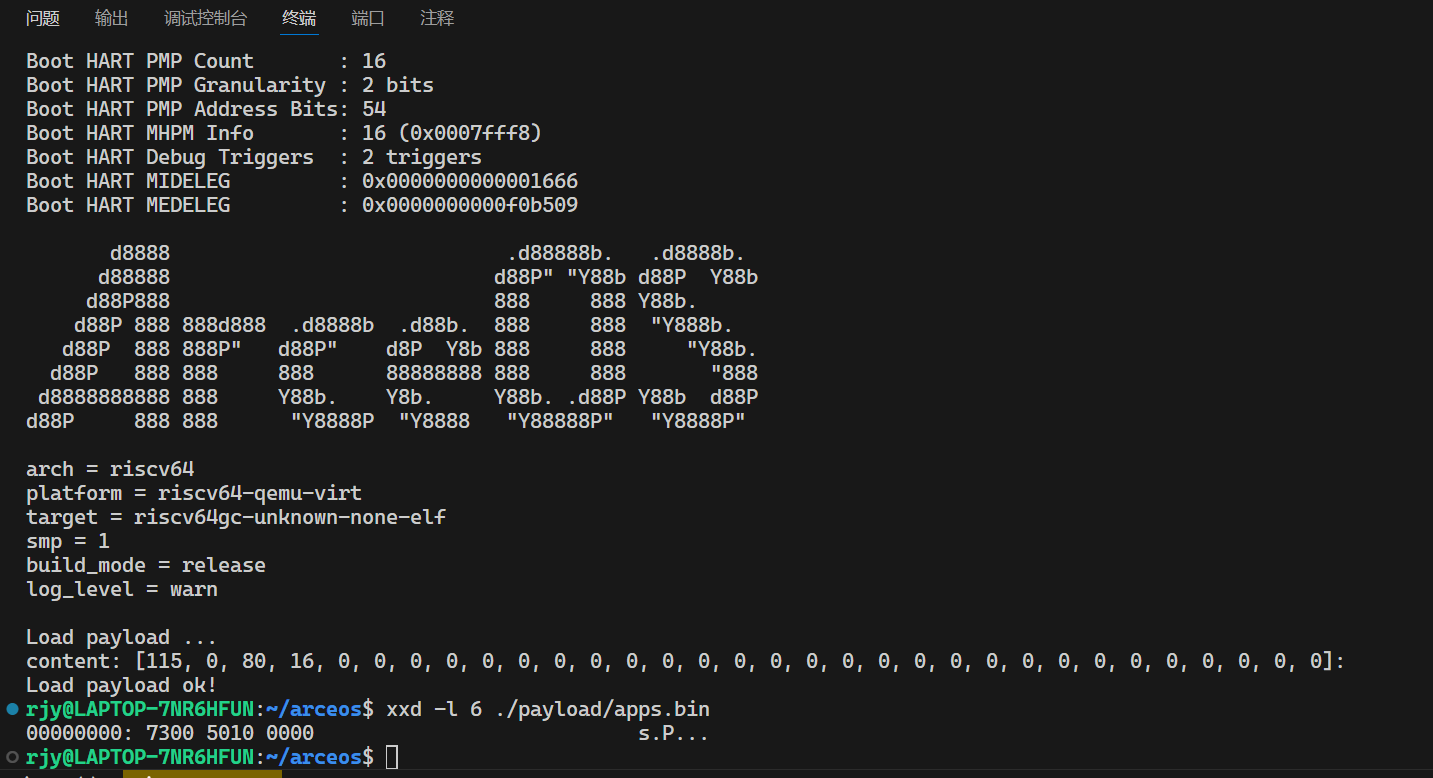 问题 输出 调试控制台 终端 端口 注释
Boot HART PMP Count       : 16
Boot HART PMP Granularity : 2 bits
Boot HART PMP Address Bits: 54
Boot HART MHPM Info       : 16 (0x0007fff8)
Boot HART Debug Triggers  : 2 triggers
Boot HART MIDELEG         : 0x0000000000001666
Boot HART MEDELEG         : 0x0000000000f0b509
       d8888                            .d88888b.   .d8888b.
      d88888                           d88P" "Y88b d88P  Y88b
     d88P888                           888     888 Y88b.
    d88P 888 888d888  .d8888b  .d88b.  888     888  "Y888b.
   d88P  888 888P"   d88P"    d8P  Y8b 888     888     "Y88b.
  d88P   888 888     888      88888888 888     888       "888
 d8888888888 888     Y88b.    Y8b.     Y88b. .d88P Y88b  d88P
d88P     888 888      "Y8888P  "Y8888   "Y88888P"   "Y8888P"
arch = riscv64
platform = riscv64-qemu-virt
target = riscv64gc-unknown-none-elf
smp = 1
build_mode = release
log_level = warn
Load payload ...
content: [115, 0, 80, 16, 0, 0, 0, 0, 0, 0, 0, 0, 0, 0, 0, 0, 0, 0, 0, 0, 0, 0, 0, 0, 0, 0, 0, 0, 0, 0, 0, 0]:
Load payload ok!
rjy@LAPTOP-7NR6HFUN:~/arceos$ xxd -l 6 ./payload/apps.bin
00000000: 7300 5010 0000                           s.P...
rjy@LAPTOP-7NR6HFUN:~/arceos$